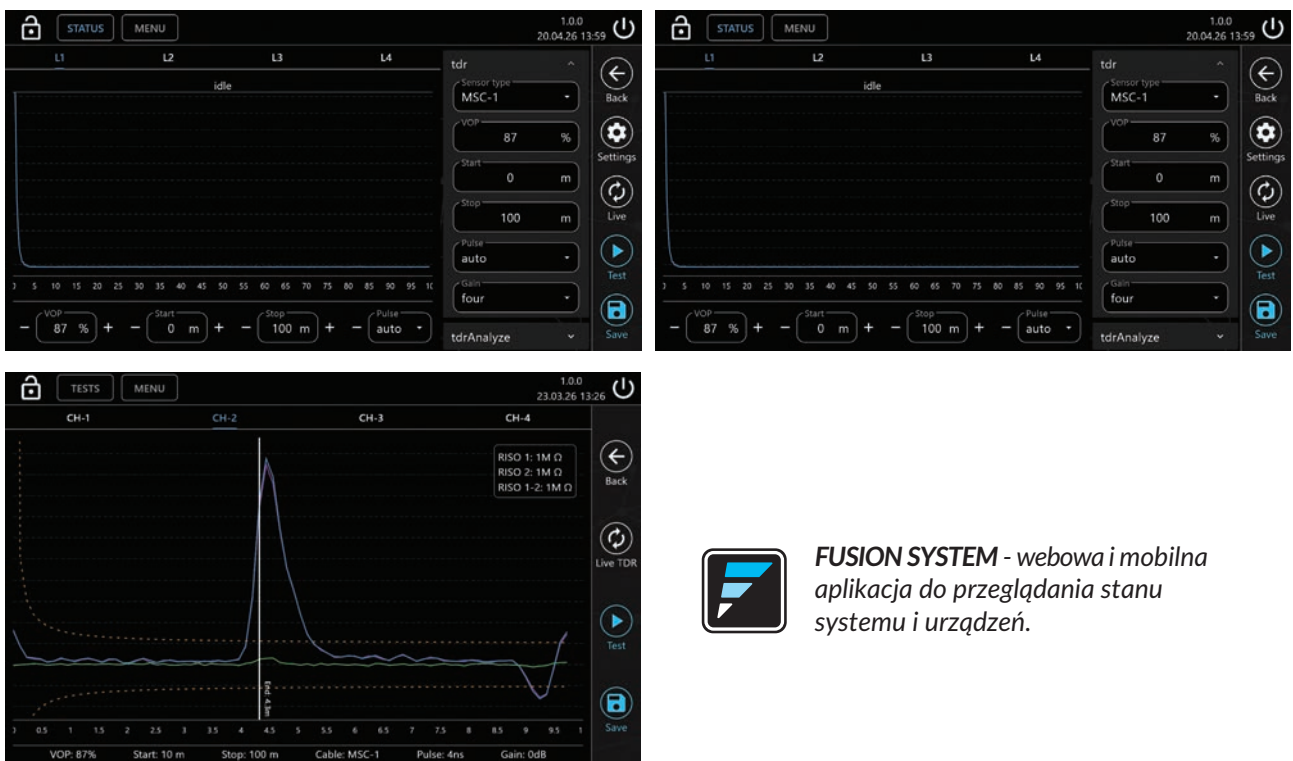 STATUS MENU 1.0.0
20.04.26 13:59
L1 L2 L3 L4
idle
tdr
Sensor type
MSC-1
VOP
87 %
Start
0 m
Stop
100 m
Pulse
auto
Gain
four
tdrAnalyze
Back
Settings
Live
Test
Save
5 10 15 20 25 30 35 40 45 50 55 60 65 70 75 80 85 90 95
VOP Start Stop Pulse
− 87 % + − 0 m + − 100 m + − auto
STATUS MENU 1.0.0
20.04.26 13:59
L1 L2 L3 L4
idle
tdr
Sensor type
MSC-1
VOP
87 %
Start
0 m
Stop
100 m
Pulse
auto
Gain
four
tdrAnalyze
Back
Settings
Live
Test
Save
5 10 15 20 25 30 35 40 45 50 55 60 65 70 75 80 85 90 95
VOP Start Stop Pulse
− 87 % + − 0 m + − 100 m + − auto
TESTS MENU 1.0.0
23.03.26 13:26
CH-1 CH-2 CH-3 CH-4
RISO 1: 1M Ω
RISO 2: 1M Ω
RISO 1-2: 1M Ω
End: 4.3m
Back
Live TDR
Test
Save
0.5 1 1.5 2 2.5 3 3.5 4 4.5 5 5.5 6 6.5 7 7.5 8 8.5 9 9.5
VOP: 87% Start: 10 m Stop: 100 m Cable: MSC-1 Pulse: 4ns Gain: 0dB
FUSION SYSTEM - webowa i mobilna
aplikacja do przeglądania stanu
systemu i urządzeń.